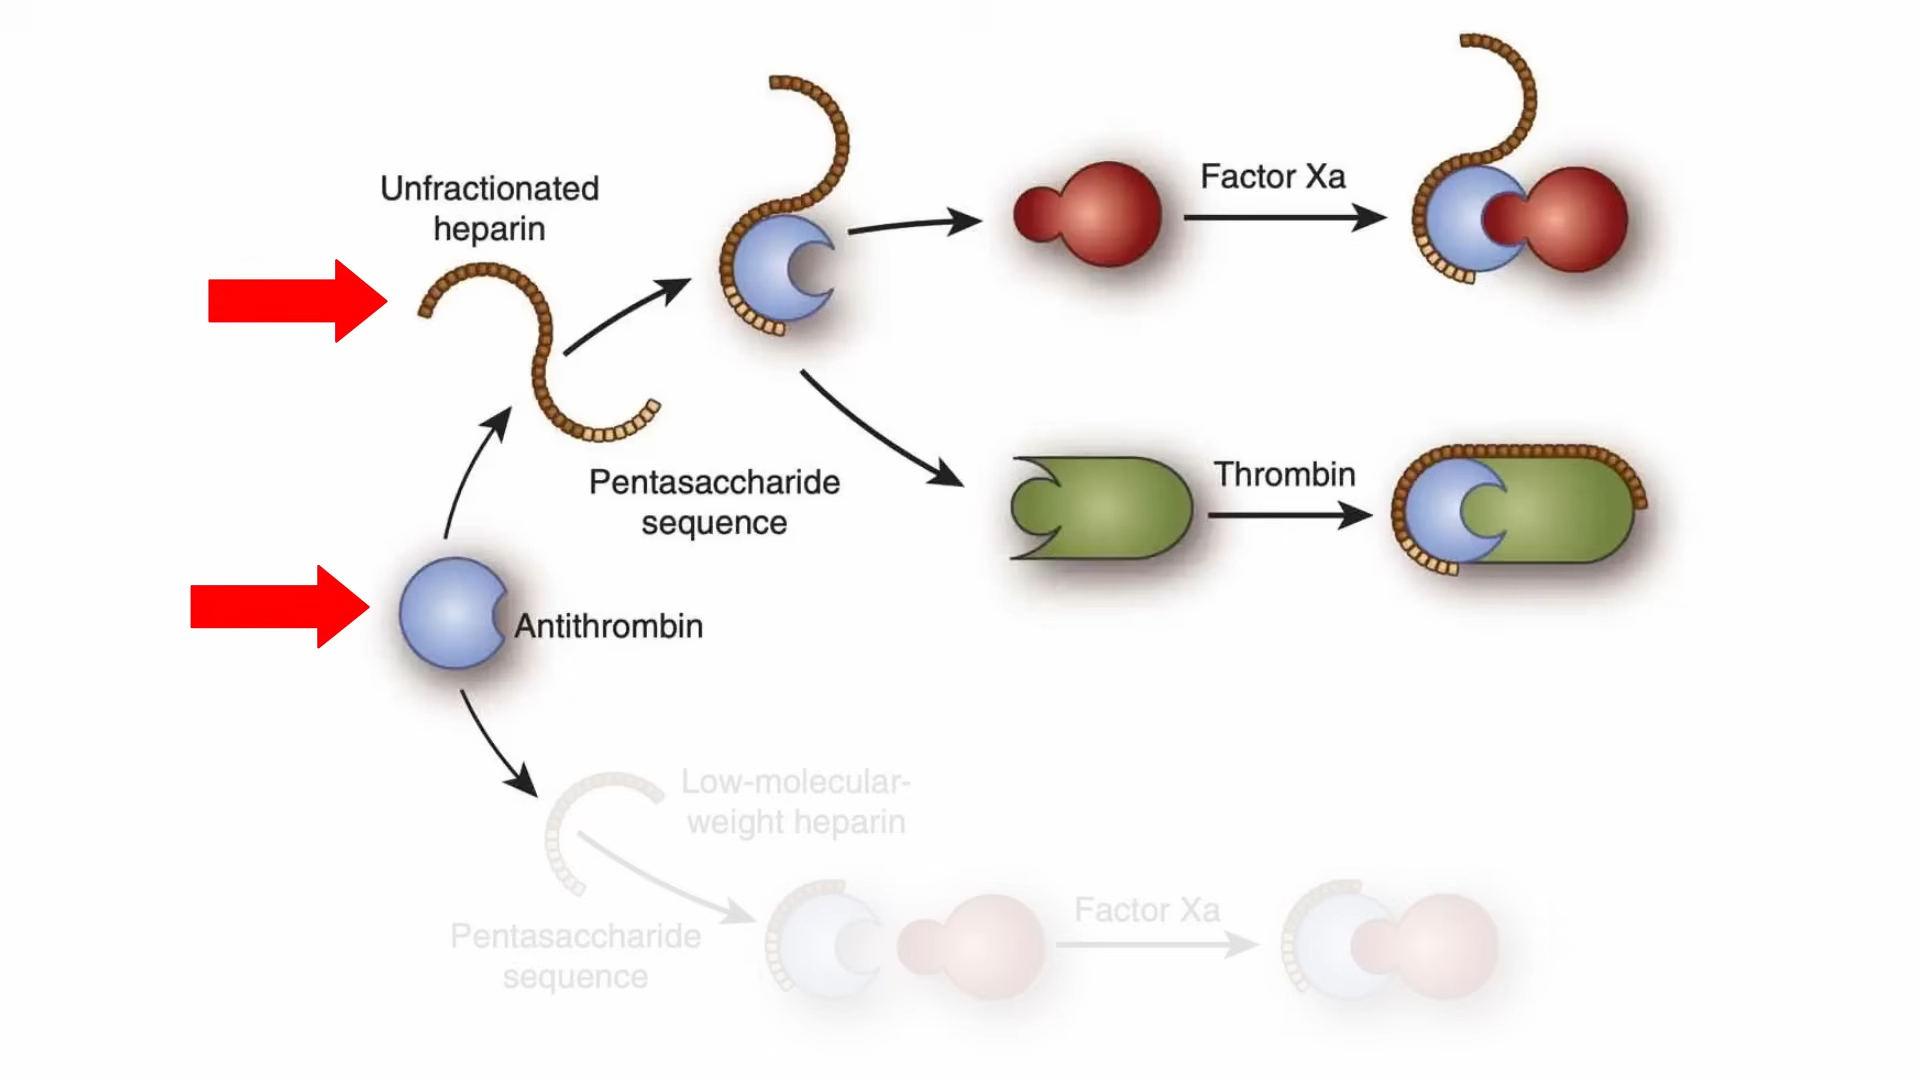 Unfractionated
heparin
Factor Xa
Pentasaccharide
sequence
Thrombin
Antithrombin
Low-molecular-
weight heparin
Pentasaccharide
sequence
Factor Xa